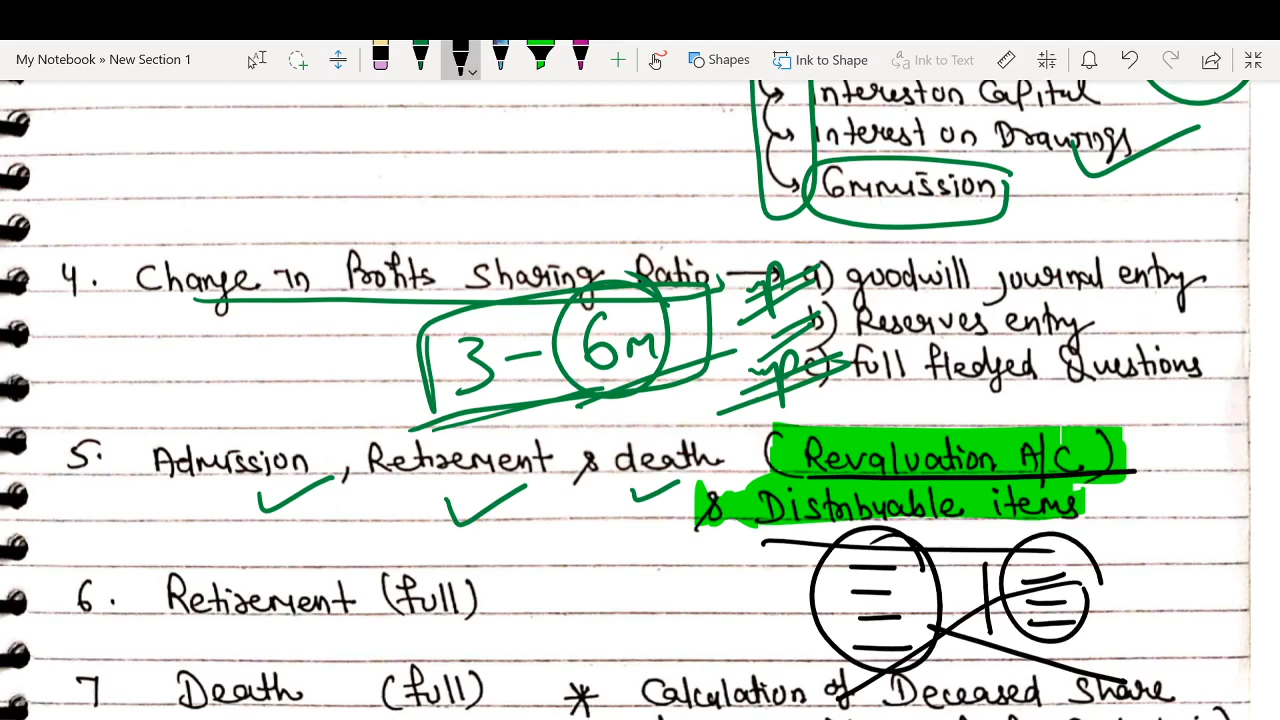 My Notebook » New Section 1
Shapes
Ink to Shape
Ink to Text
Interest on Capital
Interest on Drawings
Commission
4. Change in Profits Sharing Ratio → a) goodwill journal entry
b) Reserves entry
c) full fledged Questions
3 - 6m
5. Admission, Retirement & death (Revaluation A/C)
& Distribuyable items
6. Retirement (full)
7 Death (full) * Calculation of Deceased Share